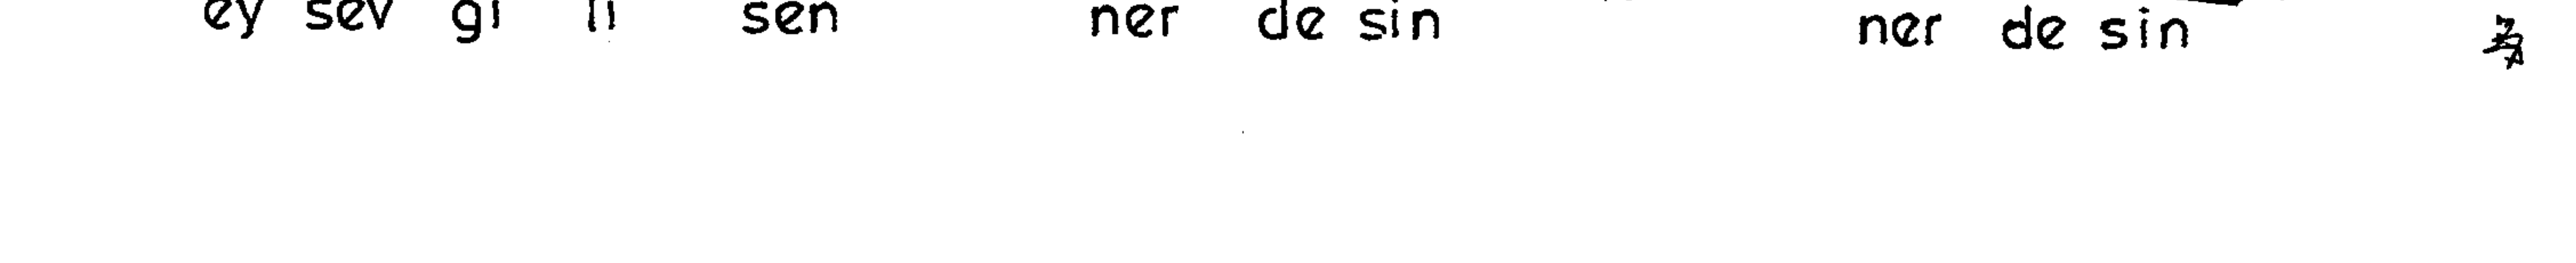 ey sev gi li sen ner de sin ner de sin